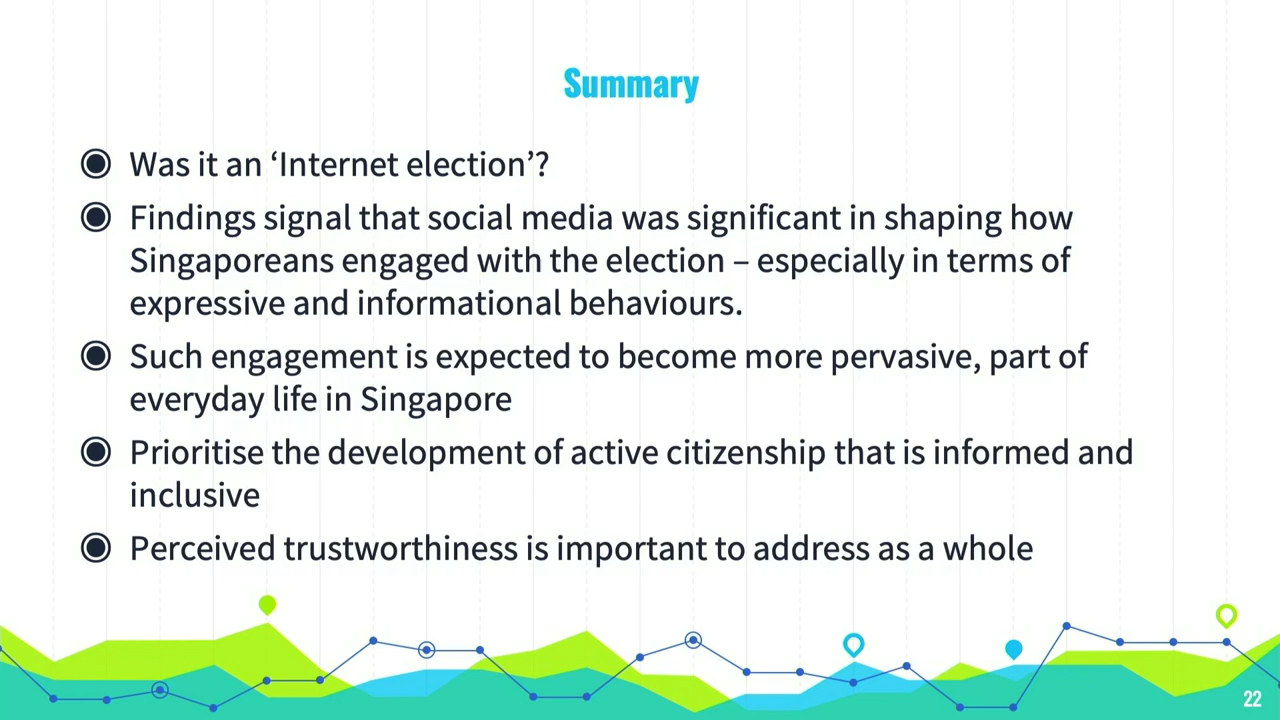 Summary
Was it an ‘Internet election’?
Findings signal that social media was significant in shaping how
Singaporeans engaged with the election – especially in terms of
expressive and informational behaviours.
Such engagement is expected to become more pervasive, part of
everyday life in Singapore
Prioritise the development of active citizenship that is informed and
inclusive
Perceived trustworthiness is important to address as a whole
22